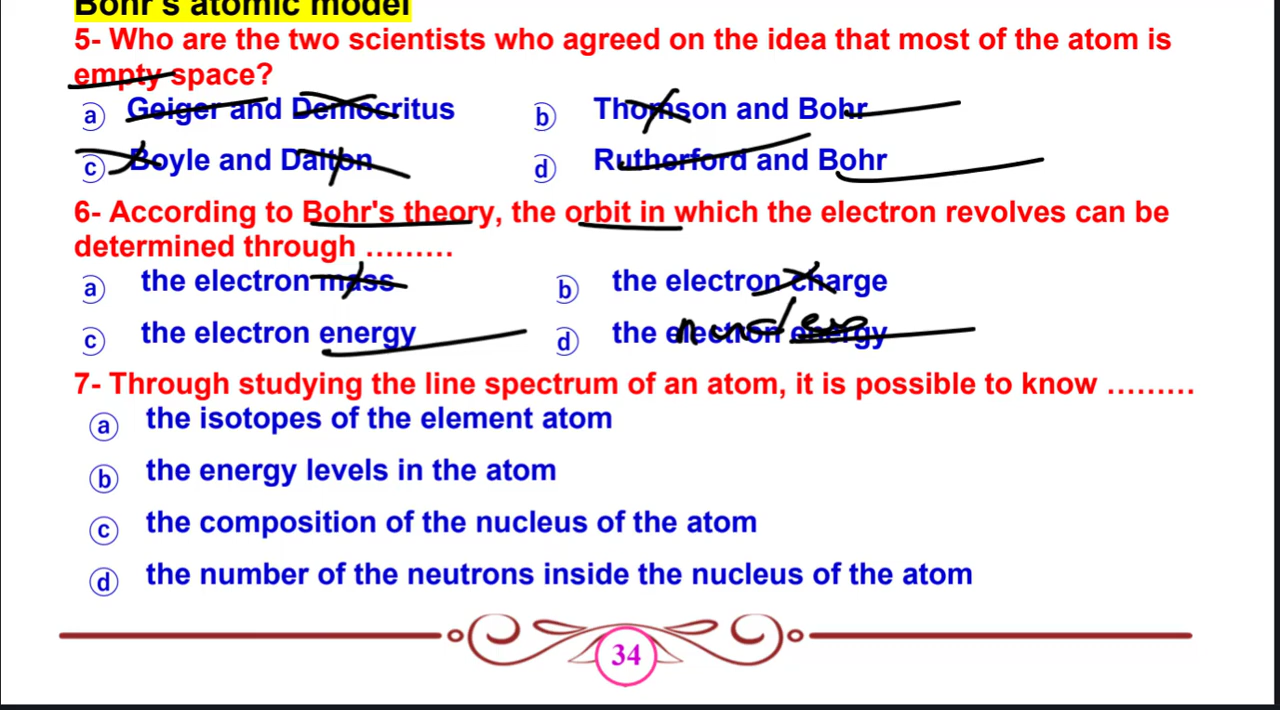 Bohr's atomic model
5- Who are the two scientists who agreed on the idea that most of the atom is
empty space?
a Geiger and Democritus b Thomson and Bohr
c Boyle and Dalton d Rutherford and Bohr
6- According to Bohr's theory, the orbit in which the electron revolves can be
determined through .........
a the electron mass b the electron charge
c the electron energy d the electron energy
7- Through studying the line spectrum of an atom, it is possible to know .........
a the isotopes of the element atom
b the energy levels in the atom
c the composition of the nucleus of the atom
d the number of the neutrons inside the nucleus of the atom
34